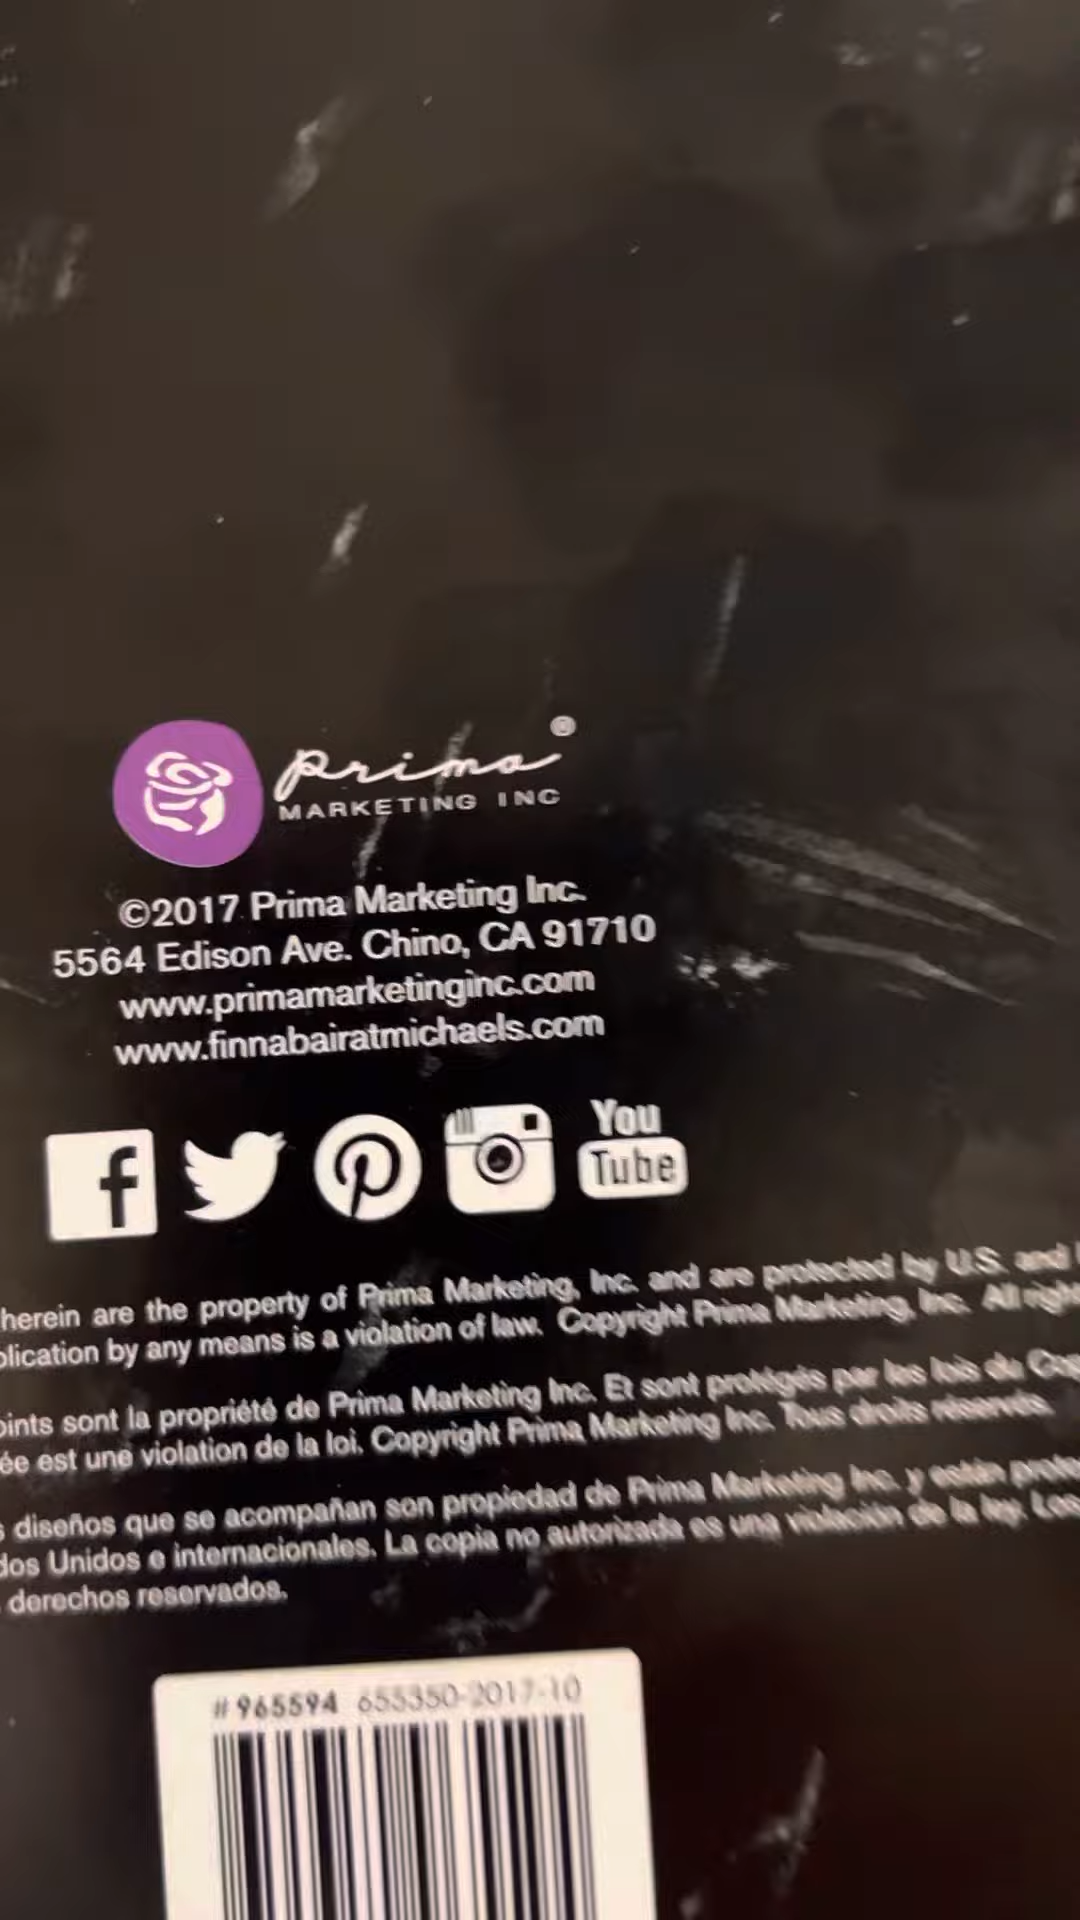 prima®
MARKETING INC
©2017 Prima Marketing Inc.
5564 Edison Ave. Chino, CA 91710
www.primamarketinginc.com
www.finnabairatmichaels.com
f You
Tube
herein are the property of Prima Marketing, Inc. and are protected by U.S. and
plication by any means is a violation of law. Copyright Prima Marketing, Inc. All right
oints sont la propriété de Prima Marketing Inc. Et sont protégés par les lois du Cop
ée est une violation de la loi. Copyright Prima Marketing Inc. Tous droits réservés.
s diseños que se acompañan son propiedad de Prima Marketing Inc. y están prote
dos Unidos e internacionales. La copia no autorizada es una violación de la ley. Los
derechos reservados.
#965594 655350-2017-10